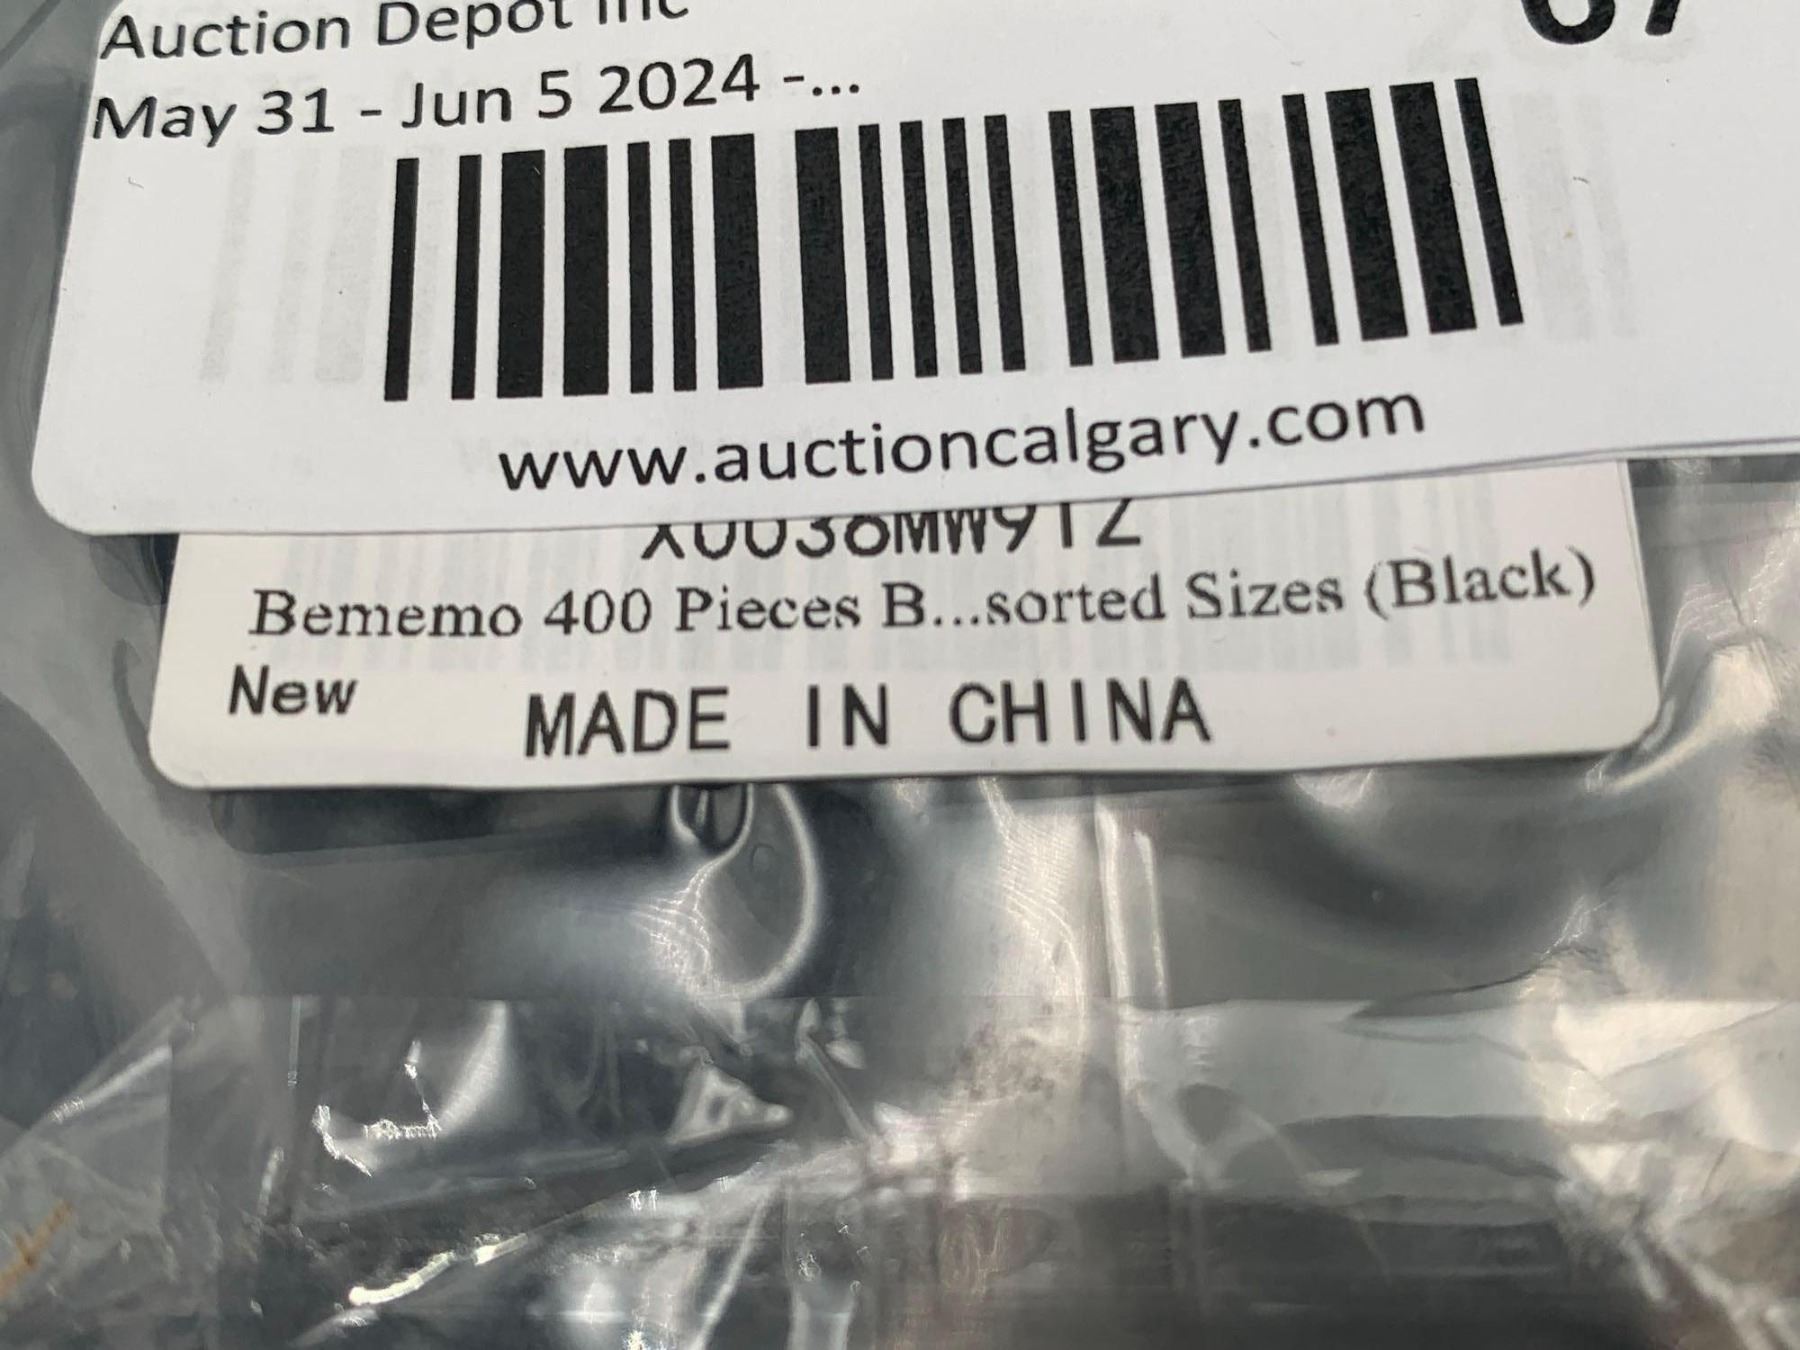 Auction Depot Inc
May 31 - Jun 5 2024 -...
www.auctioncalgary.com
Bememo 400 Pieces B...sorted Sizes (Black)
New MADE IN CHINA